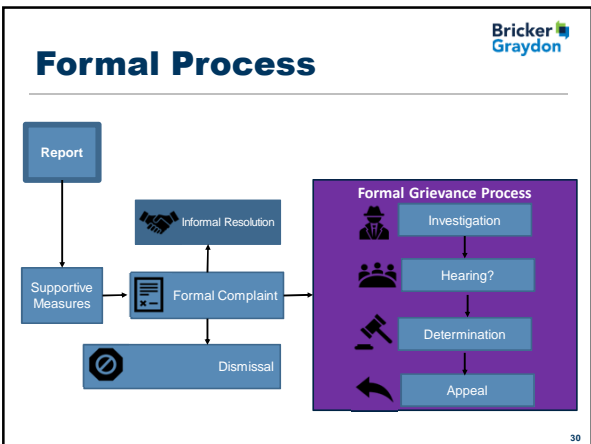 Bricker
Graydon
Formal Process
Report
Formal Grievance Process
Informal Resolution
Investigation
Supportive
Measures
Formal Complaint
Hearing?
Dismissal
Determination
Appeal
30